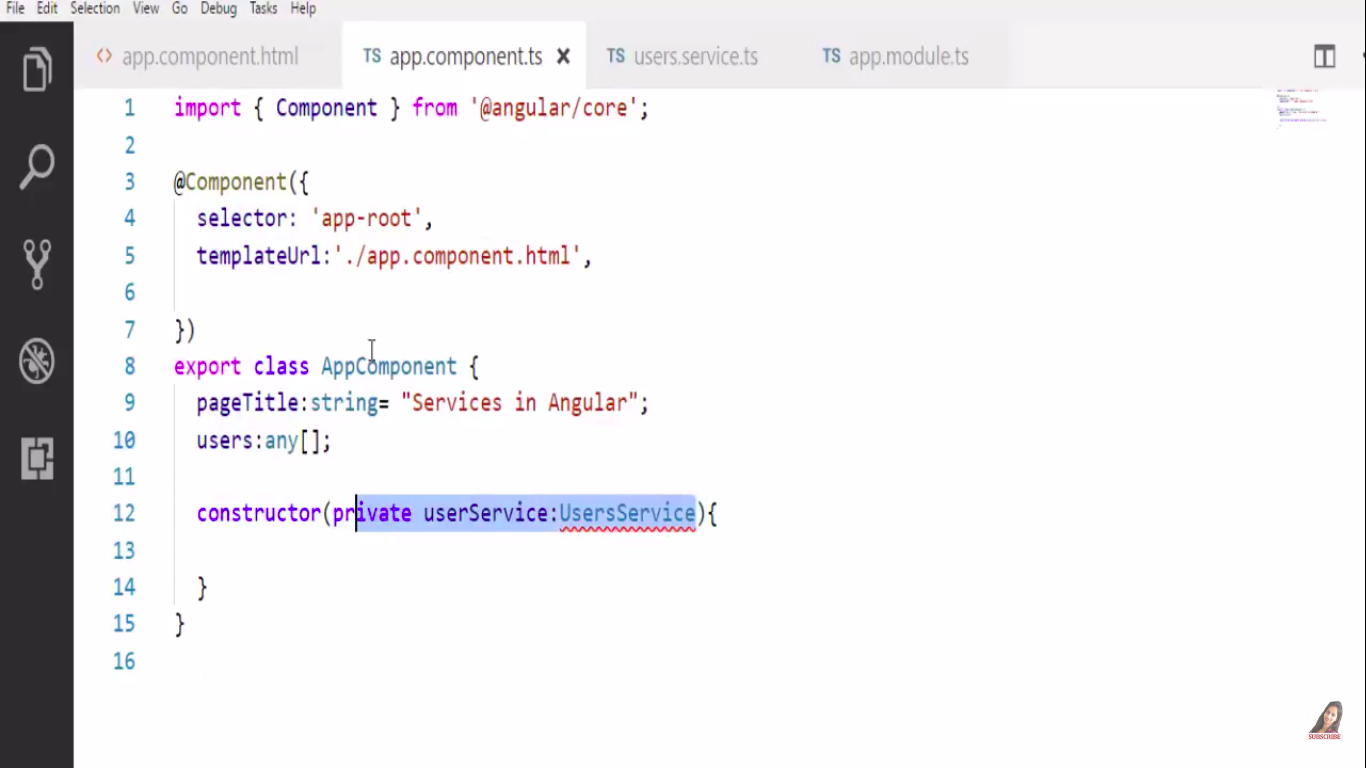 File Edit Selection View Go Debug Tasks Help
<> app.component.html TS app.component.ts TS users.service.ts TS app.module.ts
1 import { Component } from '@angular/core';
2
3 @Component({
4 selector: 'app-root',
5 templateUrl:'./app.component.html',
6
7 })
8 export class AppComponent {
9 pageTitle:string= "Services in Angular";
10 users:any[];
11
12 constructor(private userService:UsersService){
13
14 }
15 }
16
SUBSCRIBE